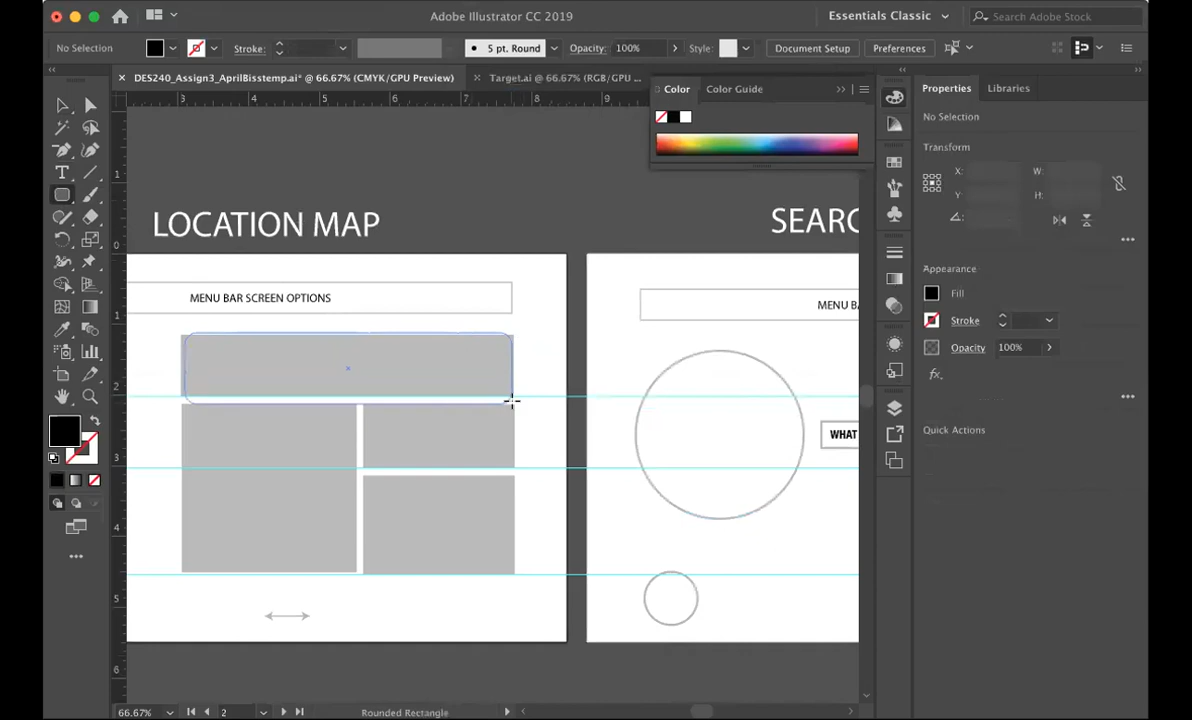 Adobe Illustrator CC 2019
Essentials Classic
Search Adobe Stock
No Selection
Stroke:
5 pt. Round
Opacity:
100%
Style:
Document Setup
Preferences
DES240_Assign3_AprilBisstemp.ai* @ 66.67% (CMYK/GPU Preview)
Target.ai @ 66.67% (RGB/GPU ...
Color
Color Guide
Properties
Libraries
3
4
5
6
7
8
9
No Selection
Transform
X:
W:
Y:
H:
1
LOCATION MAP
SEARC
0
Appearance
MENU BAR SCREEN OPTIONS
MENU BA
Fill
1
Stroke
Opacity
100%
fx
2
Quick Actions
WHAT
3
4
5
6
66.67%
2
Rounded Rectangle